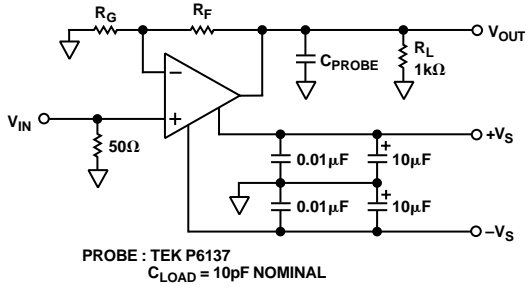 R_G
R_F
V_OUT
C_PROBE
R_L
1kΩ
−
+
V_IN
50Ω
+V_S
0.01μF
+
10μF
0.01μF
+
10μF
−V_S
PROBE : TEK P6137
C_LOAD = 10pF NOMINAL